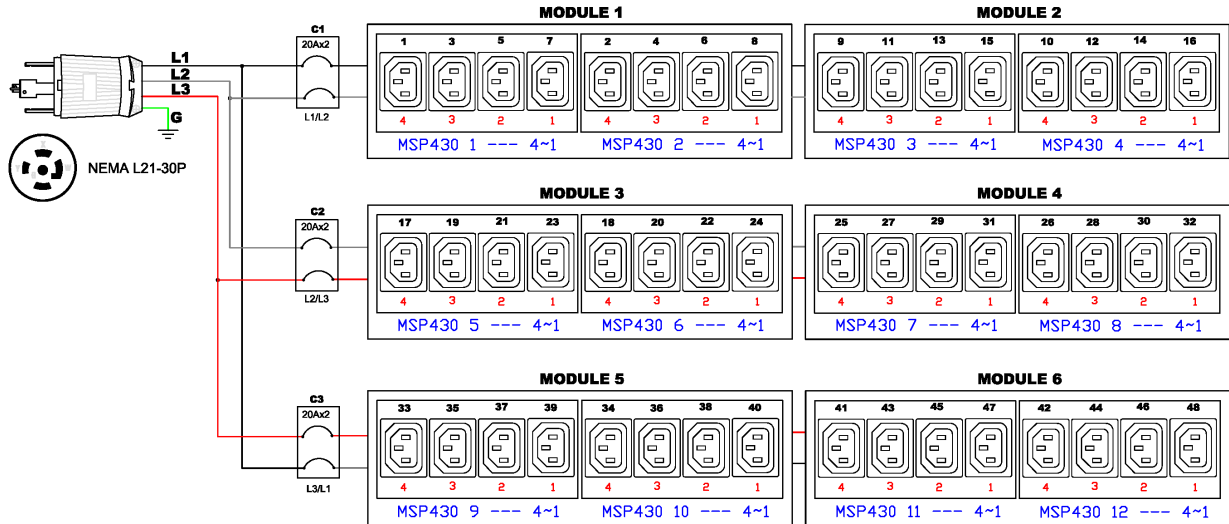 MODULE 1
MODULE 2
C1
20Ax2
L1/L2
1 3 5 7 2 4 6 8
9 11 13 15 10 12 14 16
4 3 2 1 4 3 2 1
4 3 2 1 4 3 2 1
MSP430 1 --- 4~1 MSP430 2 --- 4~1
MSP430 3 --- 4~1 MSP430 4 --- 4~1
L1
L2
L3
G
NEMA L21-30P
MODULE 3
MODULE 4
C2
20Ax2
L2/L3
17 19 21 23 18 20 22 24
25 27 29 31 26 28 30 32
4 3 2 1 4 3 2 1
4 3 2 1 4 3 2 1
MSP430 5 --- 4~1 MSP430 6 --- 4~1
MSP430 7 --- 4~1 MSP430 8 --- 4~1
MODULE 5
MODULE 6
C3
20Ax2
L3/L1
33 35 37 39 34 36 38 40
41 43 45 47 42 44 46 48
4 3 2 1 4 3 2 1
4 3 2 1 4 3 2 1
MSP430 9 --- 4~1 MSP430 10 --- 4~1
MSP430 11 --- 4~1 MSP430 12 --- 4~1